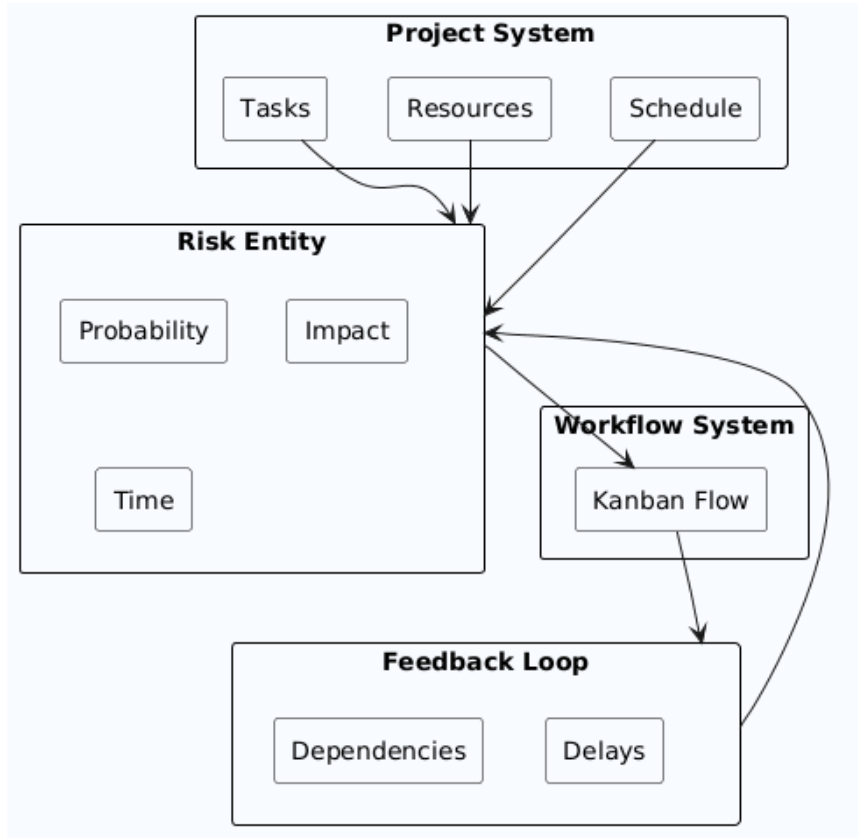 Project System
Tasks
Resources
Schedule
Risk Entity
Probability
Impact
Time
Workflow System
Kanban Flow
Feedback Loop
Dependencies
Delays